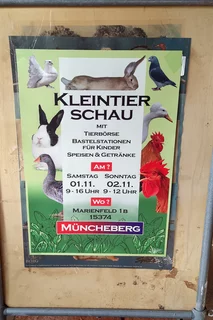 KLEINTIER
SCHAU
MIT
TIERBÖRSE
BASTELSTATIONEN
FÜR KINDER
SPEISEN & GETRÄNKE
AM?
SAMSTAG SONNTAG
01.11. 02.11.
9 - 16 UHR 9 - 12 UHR
WO?
MARIENFELD 1B
15374
MÜNCHEBERG